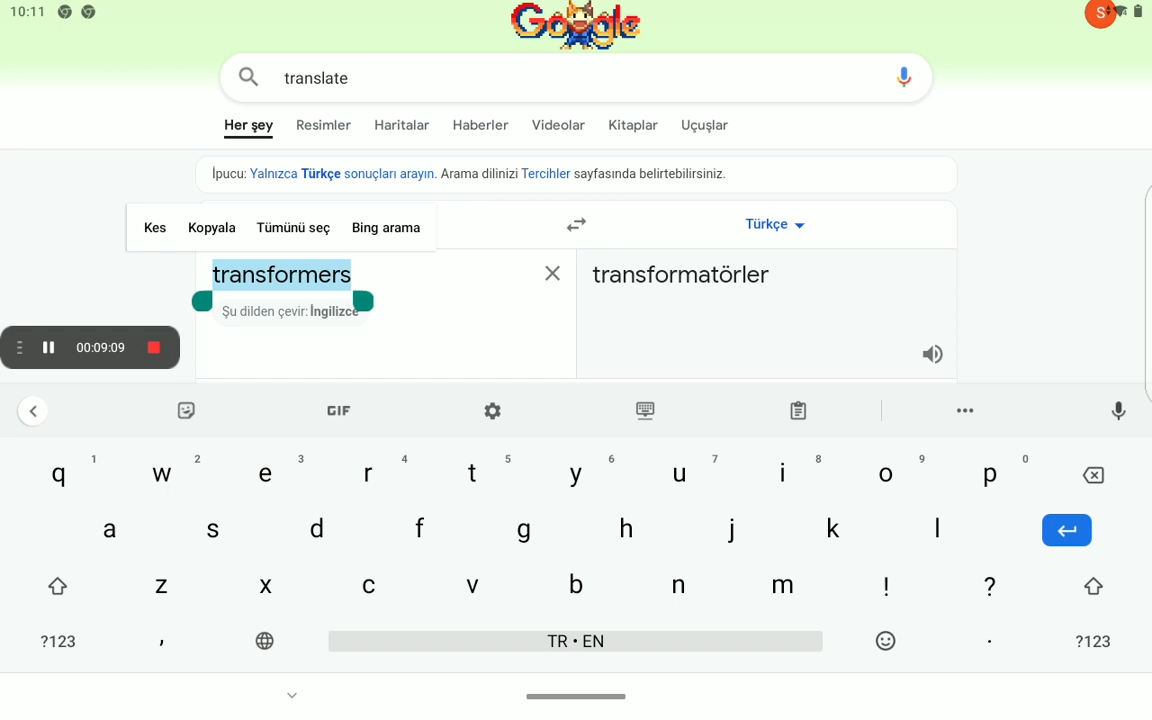 10:11
Google
S
translate
Her şey Resimler Haritalar Haberler Videolar Kitaplar Uçuşlar
İpucu: Yalnızca Türkçe sonuçları arayın. Arama dilinizi Tercihler sayfasında belirtebilirsiniz.
Kes Kopyala Tümünü seç Bing arama
Türkçe
transformers
transformatörler
Şu dilden çevir: İngilizce
00:09:09
GIF
q 1 w 2 e 3 r 4 t 5 y 6 u 7 i 8 o 9 p 0
a s d f g h j k l
z x c v b n m ! ?
?123 , TR • EN . ?123